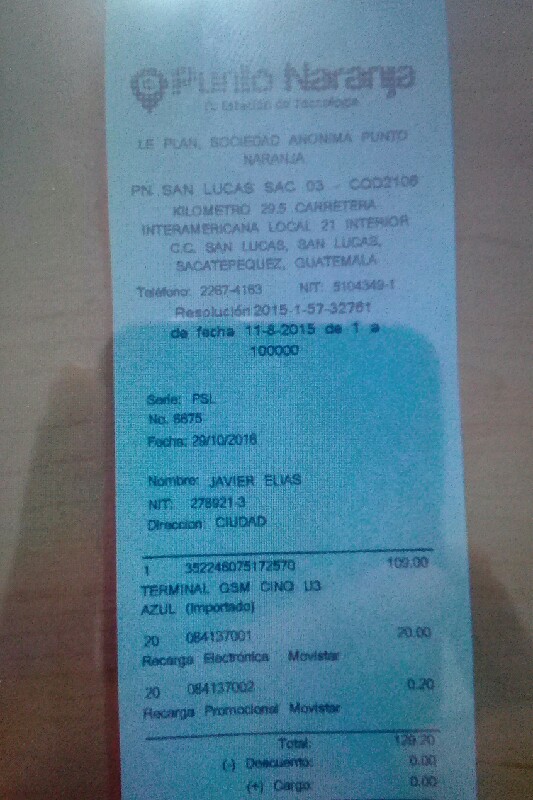 Punto Naranja
Tu Estación de Tecnología
LE PLAN, SOCIEDAD ANONIMA PUNTO
NARANJA
PN SAN LUCAS SAC 03 - COD2106
KILOMETRO 29.5 CARRETERA
INTERAMERICANA LOCAL 21 INTERIOR
C.C. SAN LUCAS, SAN LUCAS,
SACATEPEQUEZ, GUATEMALA
Teléfono: 2267-4163 NIT: 5104349-1
Resolución 2015-1-57-32761
de fecha 11-8-2015 de 1 a
100000
Serie: PSL
No. 6675
Fecha: 29/10/2016
Nombre: JAVIER ELIAS
NIT: 278921-3
Direccion: CIUDAD
1 352246075172570 109.00
TERMINAL GSM CINQ U3
AZUL (Importado)
20 084137001 20.00
Recarga Electrónica Movistar
20 084137002 0.20
Recarga Promocional Movistar
Total: 129.20
(-) Descuento: 0.00
(+) Cargo: 0.00